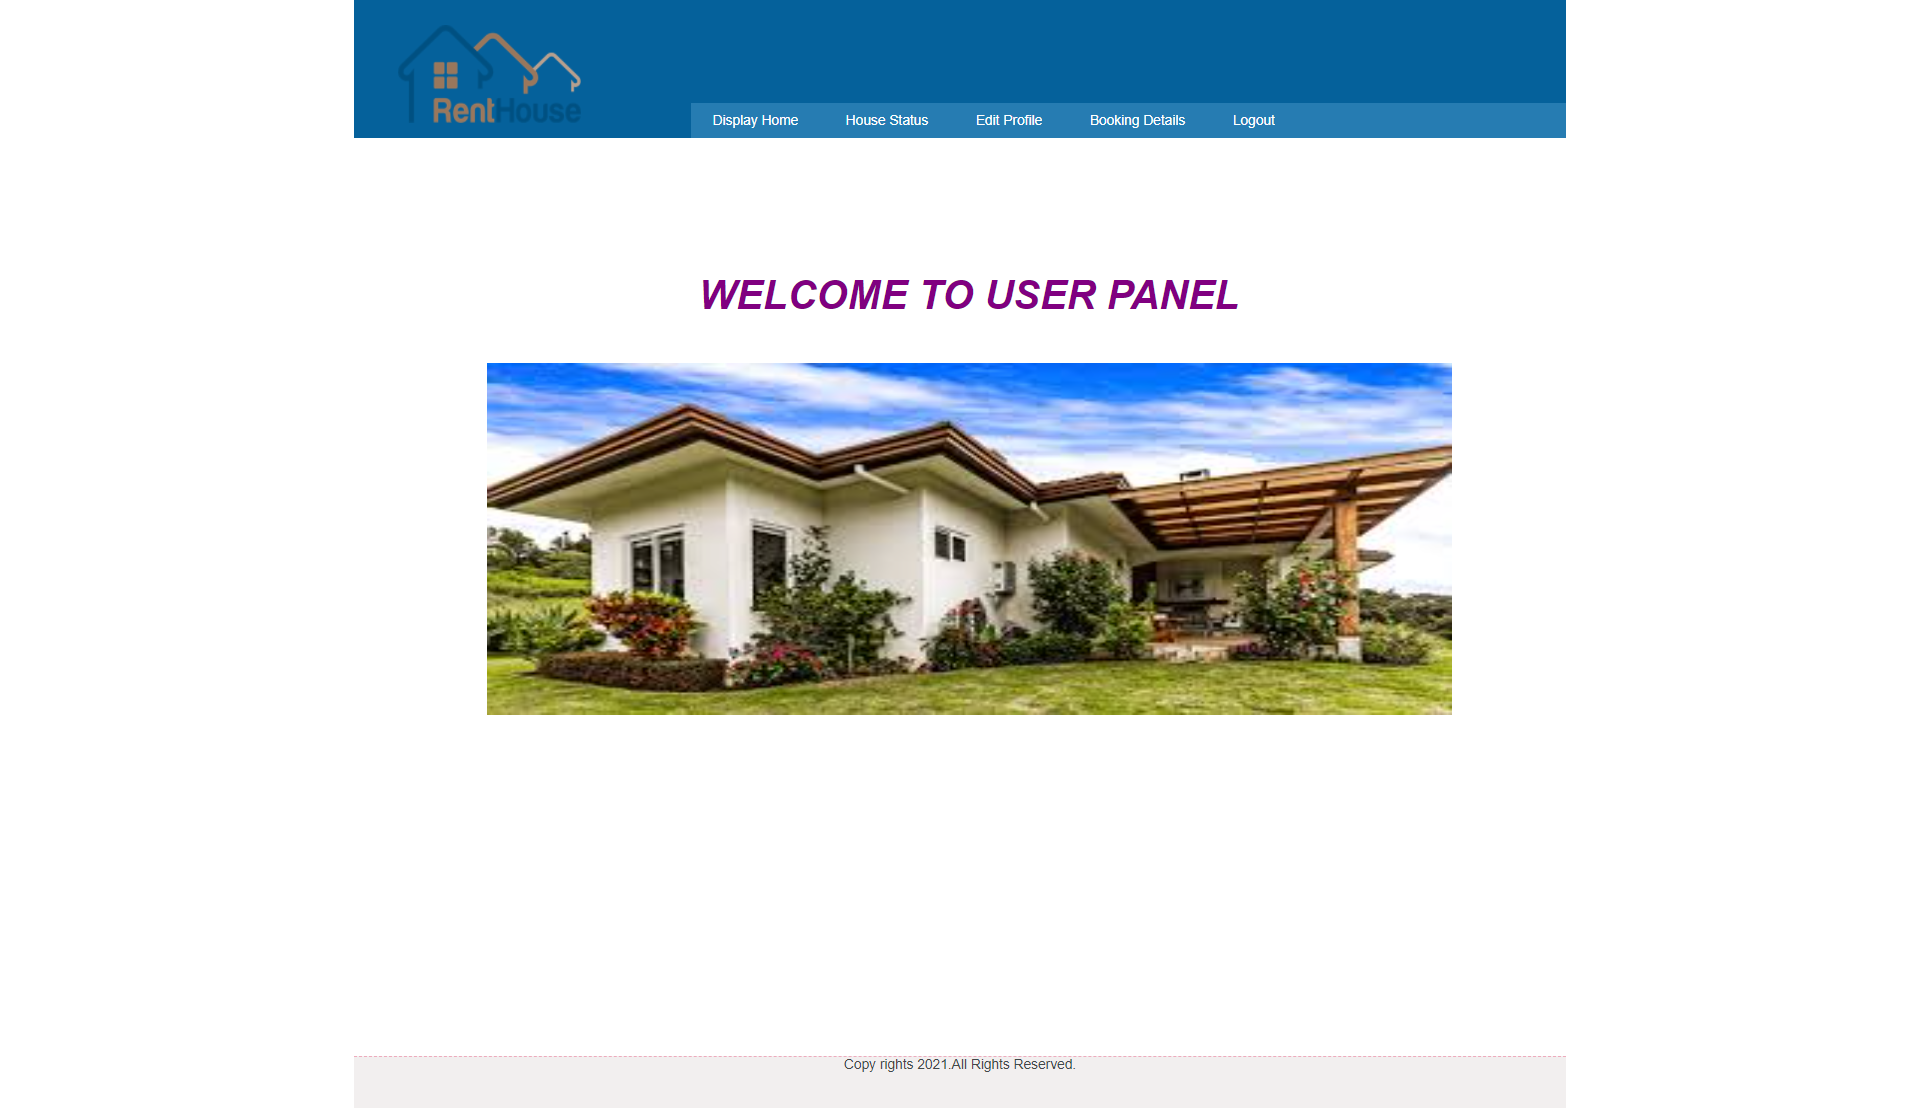 RentHouse
Display Home House Status Edit Profile Booking Details Logout
WELCOME TO USER PANEL
Copy rights 2021.All Rights Reserved.